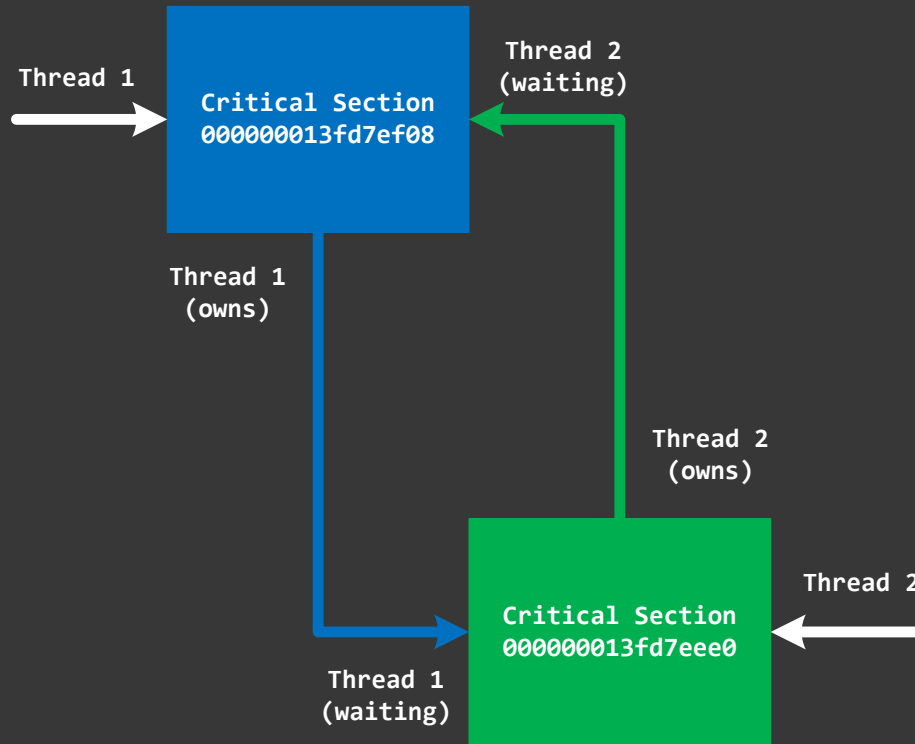 Thread 1
Critical Section
000000013fd7ef08
Thread 2
(waiting)
Thread 1
(owns)
Thread 2
(owns)
Critical Section
000000013fd7eee0
Thread 2
Thread 1
(waiting)